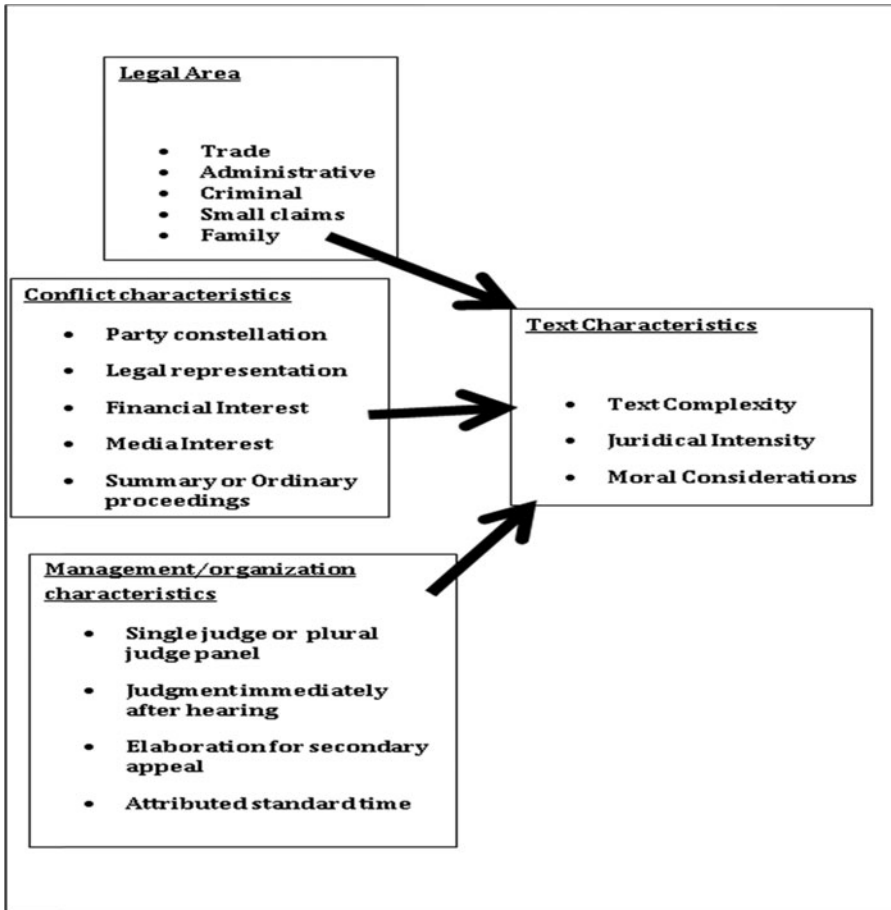 Legal Area
• Trade
• Administrative
• Criminal
• Small claims
• Family
Conflict characteristics
• Party constellation
• Legal representation
• Financial Interest
• Media Interest
• Summary or Ordinary
proceedings
Management/organization
characteristics
• Single judge or plural
judge panel
• Judgment immediately
after hearing
• Elaboration for secondary
appeal
• Attributed standard time
Text Characteristics
• Text Complexity
• Juridical Intensity
• Moral Considerations